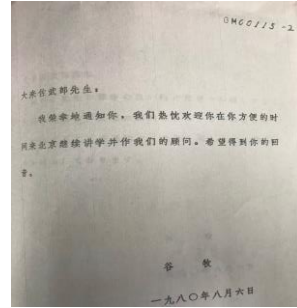 GMG0115-2
大来佐武郎先生：
我荣幸地通知你，我们热忱欢迎你在你方便的时
间来北京继续讲学并作我们的顾问。希望得到你的回
音。
谷 牧
一九八〇年八月六日